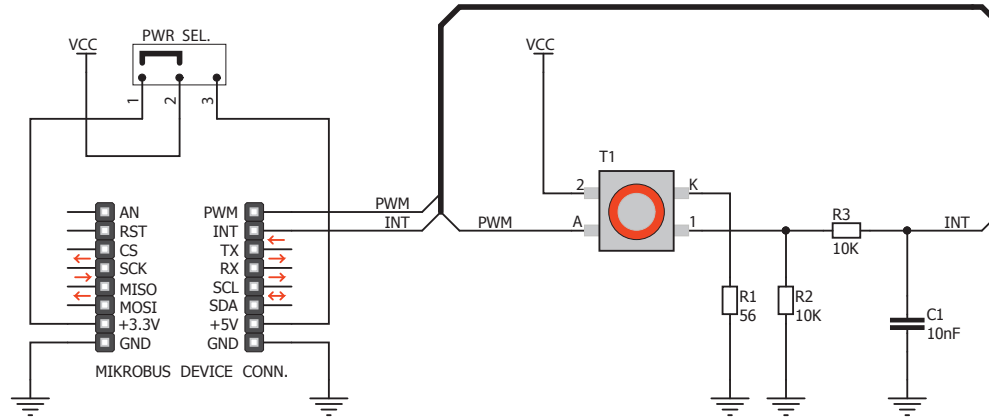 PWR SEL.
VCC
1
2
3
VCC
T1
2
K
A
1
PWM
PWM
INT
R3
10K
INT
AN
RST
CS
SCK
MISO
MOSI
+3.3V
GND
PWM
INT
TX
RX
SCL
SDA
+5V
GND
R1
56
R2
10K
C1
10nF
MIKROBUS DEVICE CONN.